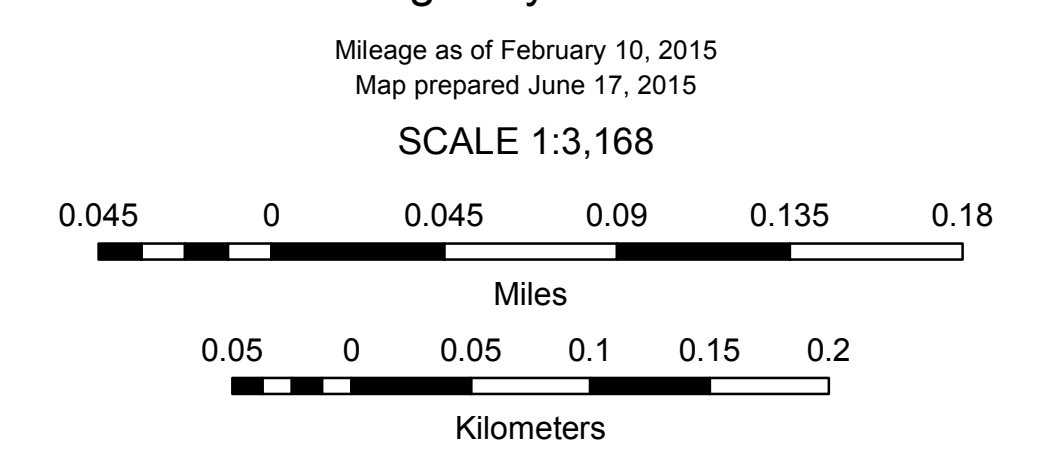 Mileage as of February 10, 2015
Map prepared June 17, 2015
SCALE 1:3,168
0.045 0 0.045 0.09 0.135 0.18
Miles
0.05 0 0.05 0.1 0.15 0.2
Kilometers